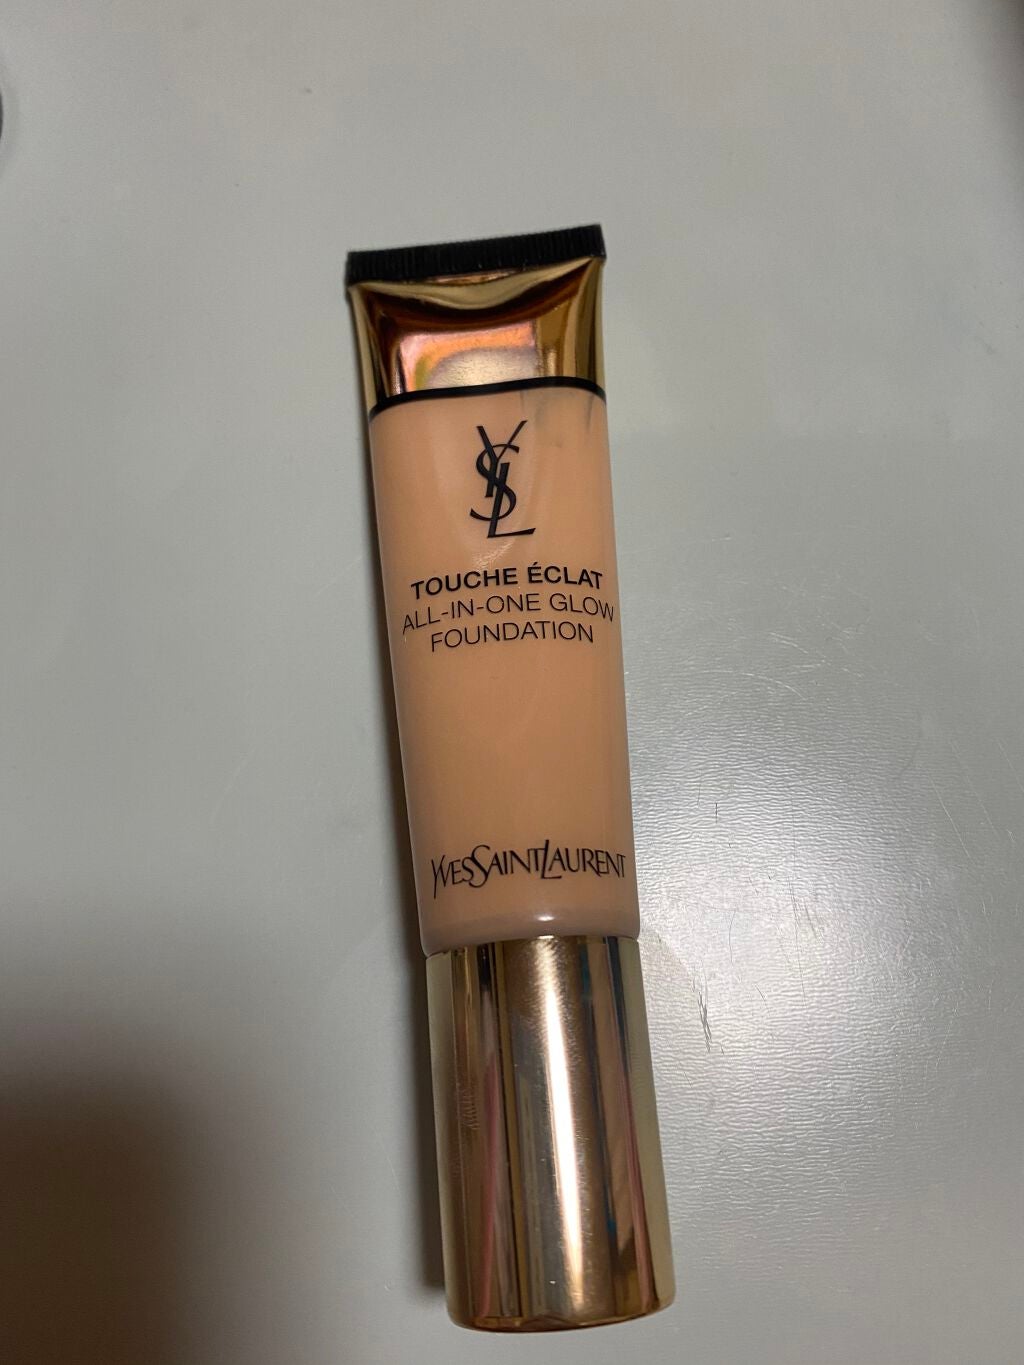 YSL
TOUCHE ÉCLAT
ALL-IN-ONE GLOW
FOUNDATION
YVESSAINTLAURENT